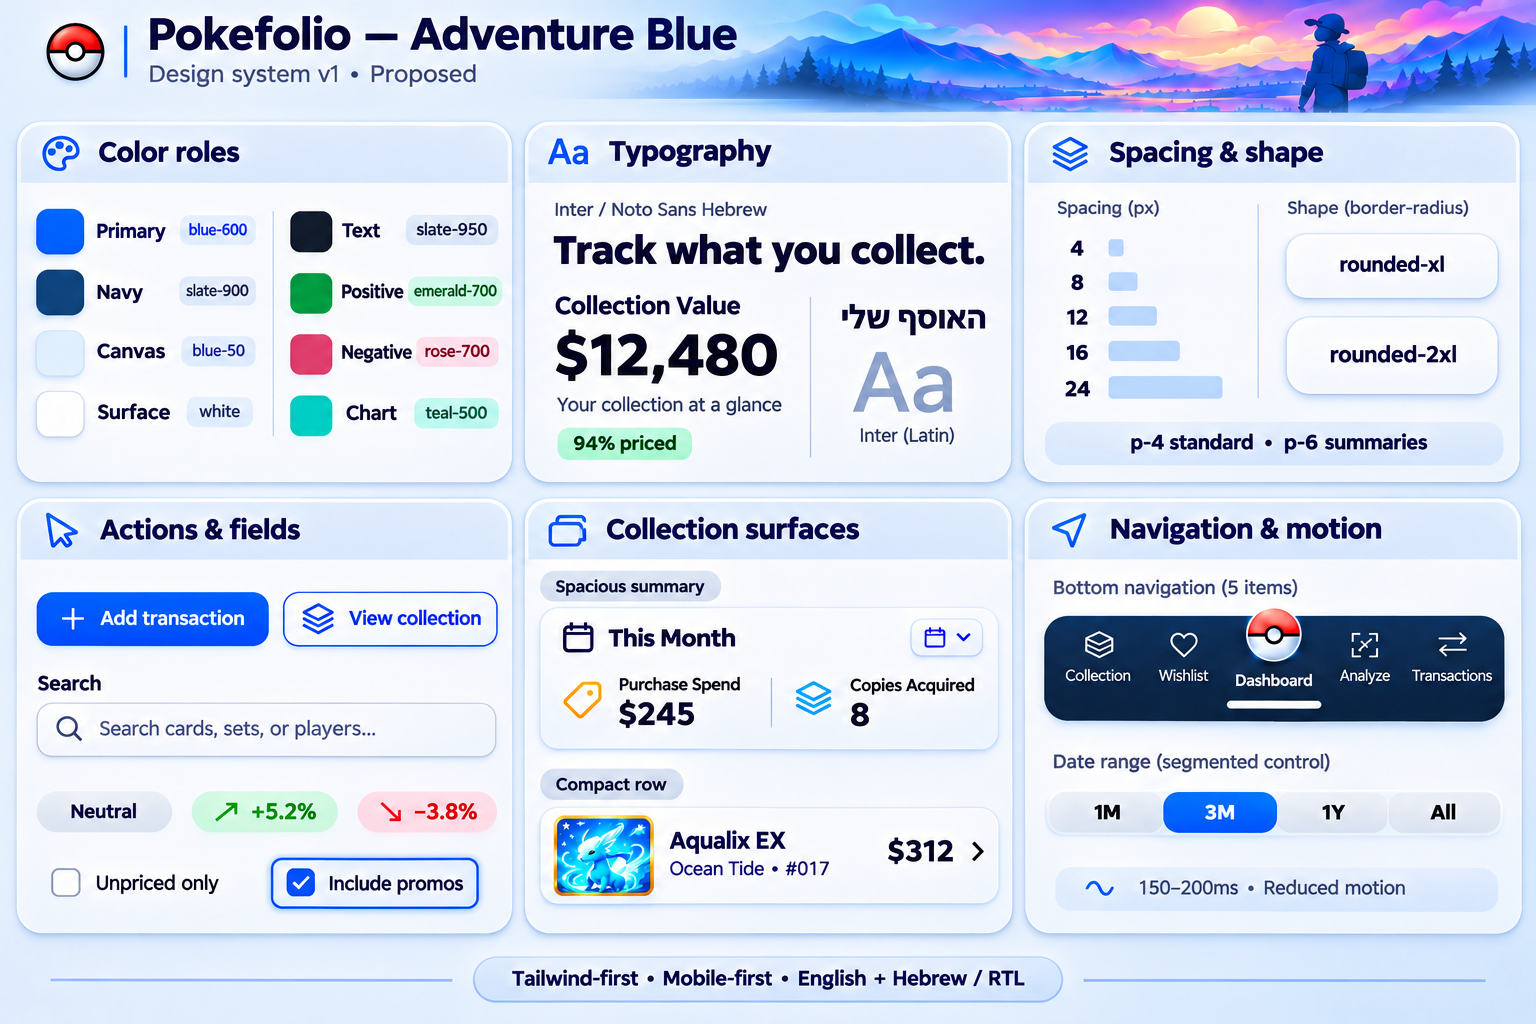 Pokefolio — Adventure Blue
Design system v1 • Proposed
Color roles
Primary blue-600
Navy slate-900
Canvas blue-50
Surface white
Text slate-950
Positive emerald-700
Negative rose-700
Chart teal-500
Aa Typography
Inter / Noto Sans Hebrew
Track what you collect.
Collection Value
$12,480
Your collection at a glance
94% priced
האוסף שלי
Aa
Inter (Latin)
Spacing & shape
Spacing (px)
4
8
12
16
24
Shape (border-radius)
rounded-xl
rounded-2xl
p-4 standard • p-6 summaries
Actions & fields
Add transaction
View collection
Search
Search cards, sets, or players...
Neutral
+5.2%
−3.8%
Unpriced only
Include promos
Collection surfaces
Spacious summary
This Month
Purchase Spend
$245
Copies Acquired
8
Compact row
Aqualix EX
Ocean Tide • #017
$312
Navigation & motion
Bottom navigation (5 items)
Collection
Wishlist
Dashboard
Analyze
Transactions
Date range (segmented control)
1M
3M
1Y
All
150–200ms • Reduced motion
Tailwind-first • Mobile-first • English + Hebrew / RTL